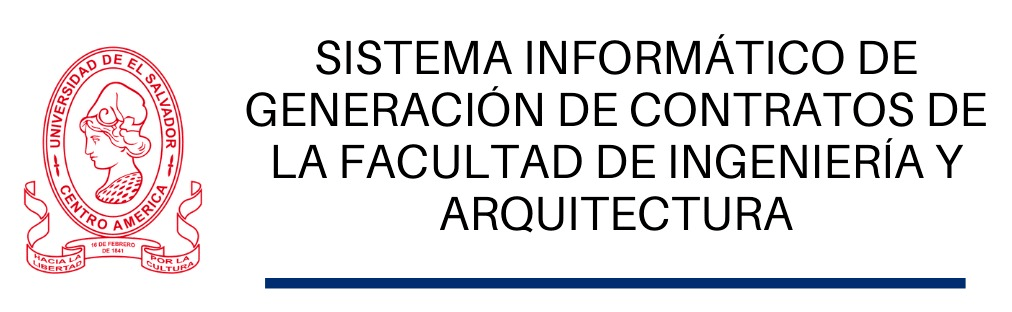 UNIVERSIDAD DE EL SALVADOR
CENTRO AMERICA
16 DE FEBRERO
DE 1841
HACIA LA
LIBERTAD
POR LA
CULTURA
SISTEMA INFORMÁTICO DE
GENERACIÓN DE CONTRATOS DE
LA FACULTAD DE INGENIERÍA Y
ARQUITECTURA